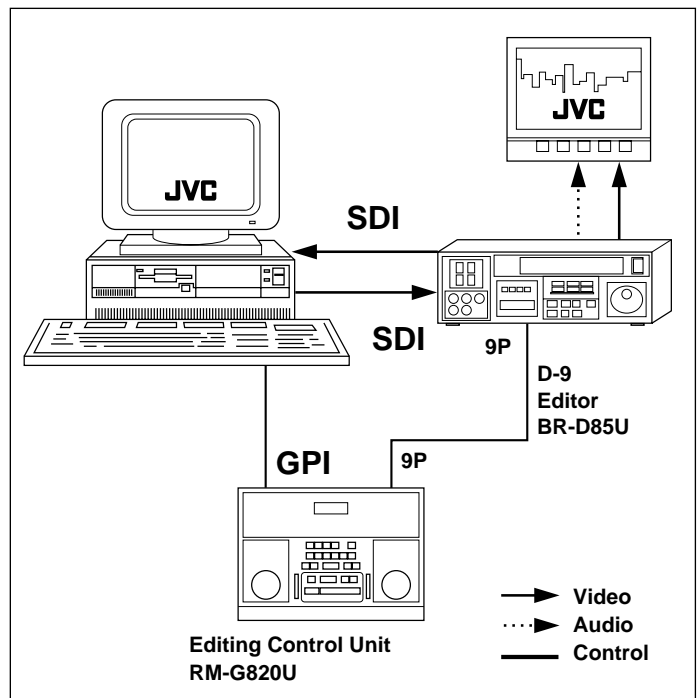 JVC
JVC
SDI
SDI
9P
D-9
Editor
BR-D85U
GPI
9P
Editing Control Unit
RM-G820U
Video
Audio
Control